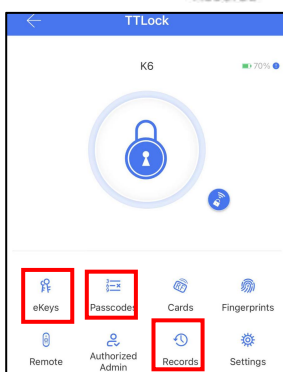 TTLock
K6
70%
eKeys
Passcodes
Cards
Fingerprints
Remote
Authorized
Admin
Records
Settings